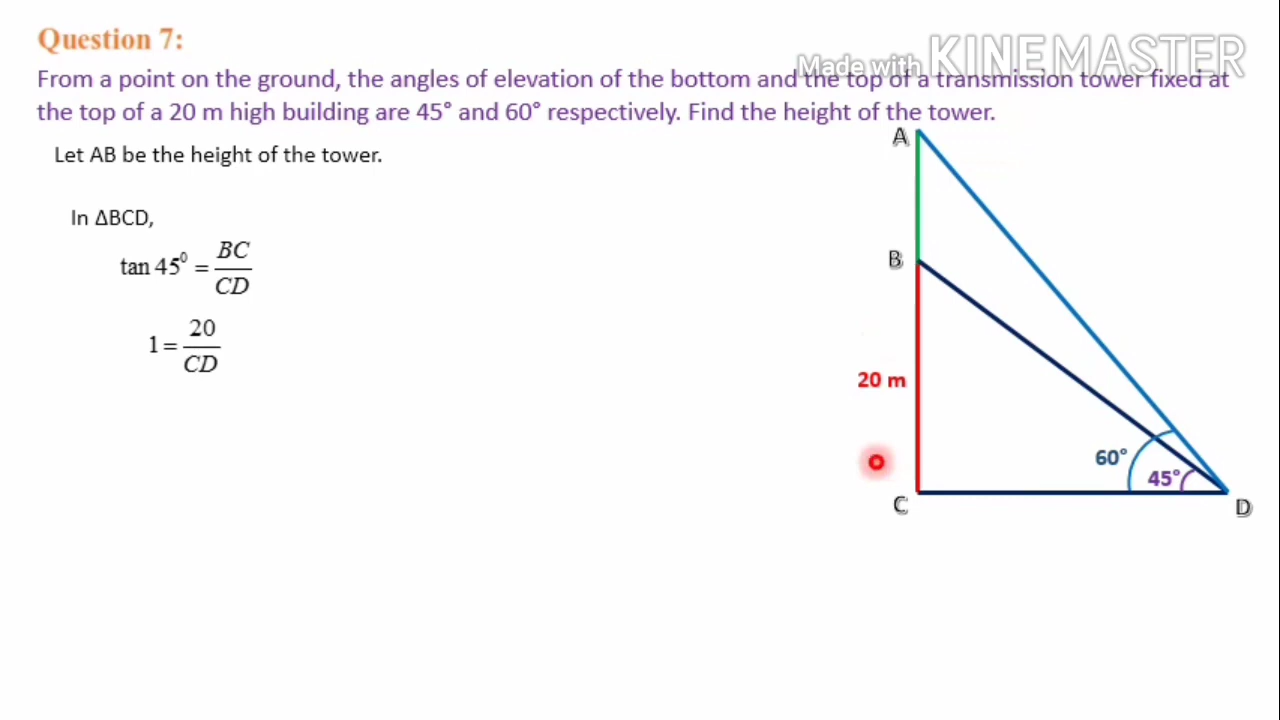 Question 7:
Made with KINEMASTER
From a point on the ground, the angles of elevation of the bottom and the top of a transmission tower fixed at
the top of a 20 m high building are 45° and 60° respectively. Find the height of the tower.
A
Let AB be the height of the tower.
In ΔBCD,
tan 45⁰ = BC/CD
B
1 = 20/CD
20 m
60°
45°
C
D